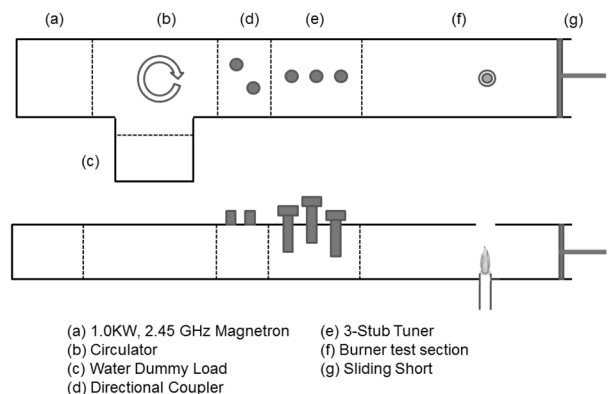 (a) (b) (d) (e) (f) (g)
(c)
(a) 1.0KW, 2.45 GHz Magnetron
(b) Circulator
(c) Water Dummy Load
(d) Directional Coupler
(e) 3-Stub Tuner
(f) Burner test section
(g) Sliding Short